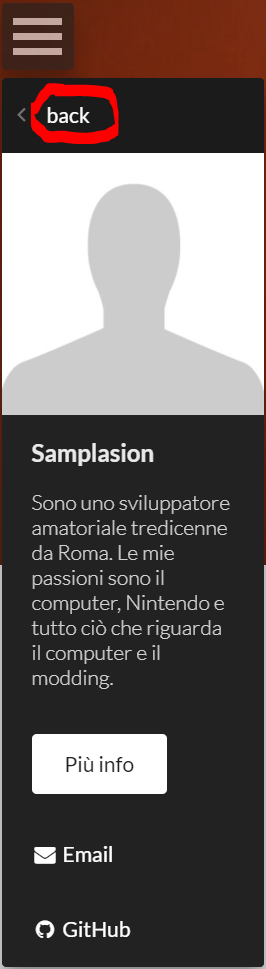 back
Samplasion
Sono uno sviluppatore
amatoriale tredicenne
da Roma. Le mie
passioni sono il
computer, Nintendo e
tutto ciò che riguarda
il computer e il
modding.
Più info
Email
GitHub